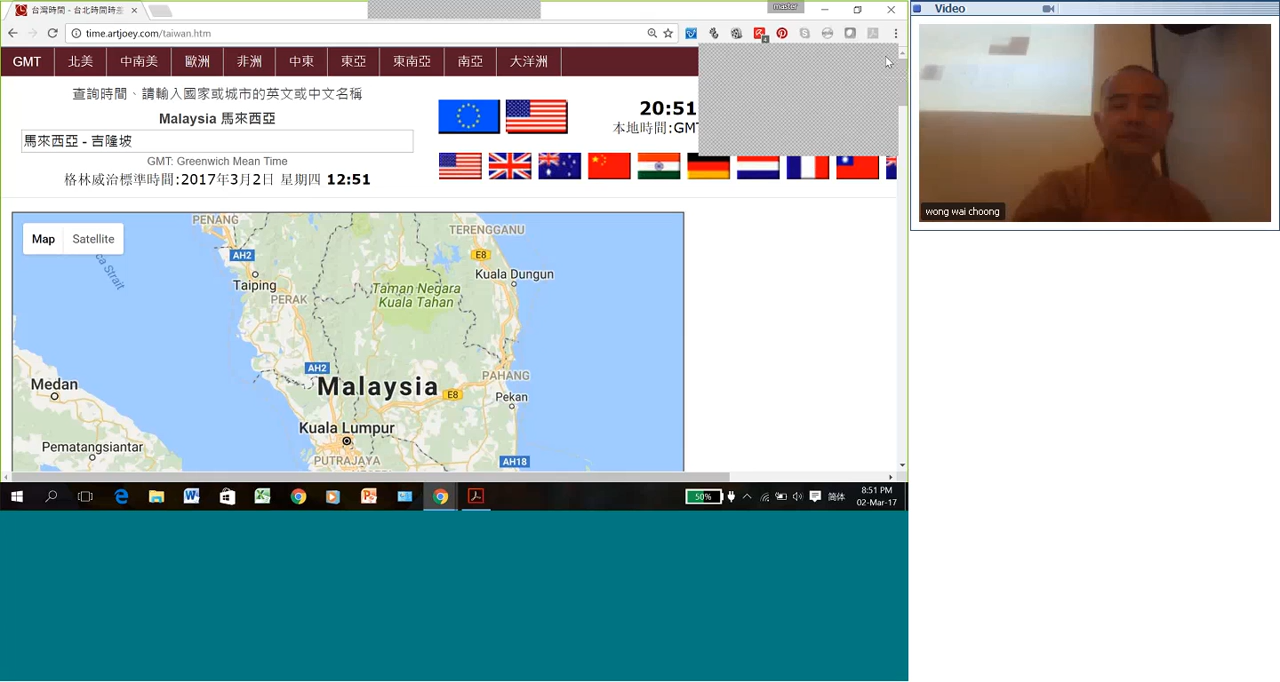 台灣時間 - 台北時間時差
master
Video
time.artjoey.com/taiwan.htm
GMT 北美 中南美 歐洲 非洲 中東 東亞 東南亞 南亞 大洋洲
查詢時間、請輸入國家或城市的英文或中文名稱
Malaysia 馬來西亞
馬來西亞 - 吉隆坡
GMT: Greenwich Mean Time
格林威治標準時間:2017年3月2日 星期四 12:51
20:51
本地時間:GMT
wong wai choong
Map Satellite
PENANG
TERENGGANU
AH2
E8
ca Strait
Taiping
Kuala Dungun
PERAK
Taman Negara
Kuala Tahan
AH2
PAHANG
Medan
Malaysia
E8
Pekan
Kuala Lumpur
Pematangsiantar
PUTRAJAYA
AH18
50%
简体
8:51 PM
02-Mar-17